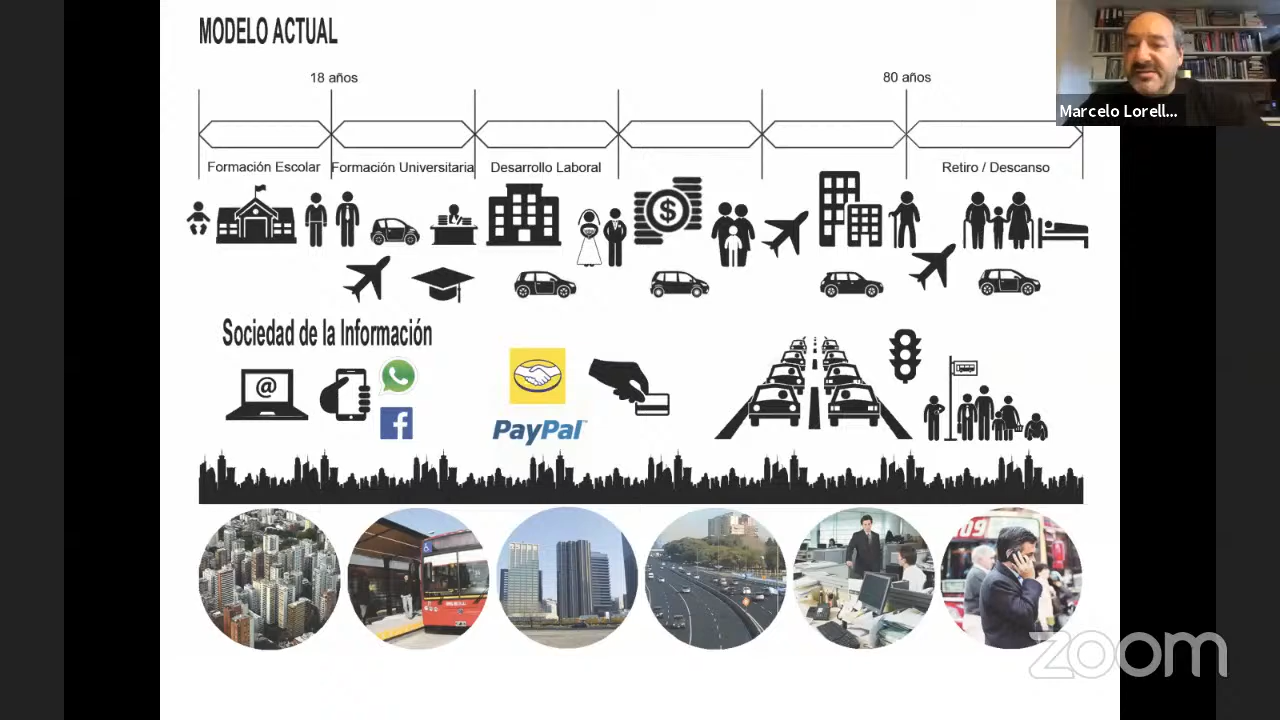 MODELO ACTUAL
18 años
80 años
Formación Escolar
Formación Universitaria
Desarrollo Laboral
Retiro / Descanso
$
Sociedad de la Información
@
PayPal
09
Marcelo Lorell...
zoom